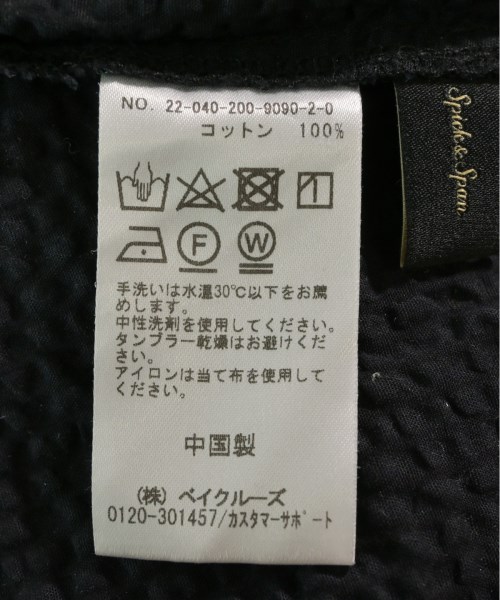 NO. 22-040-200-9090-2-0
コットン 100%
F
W
手洗いは水温30℃以下をお薦
めします。
中性洗剤を使用してください。
タンブラー乾燥はお避けくだ
さい。
アイロンは当て布を使用して
ください。
中国製
(株) ベイクルーズ
0120-301457/カスタマーサポート
Spick & Span